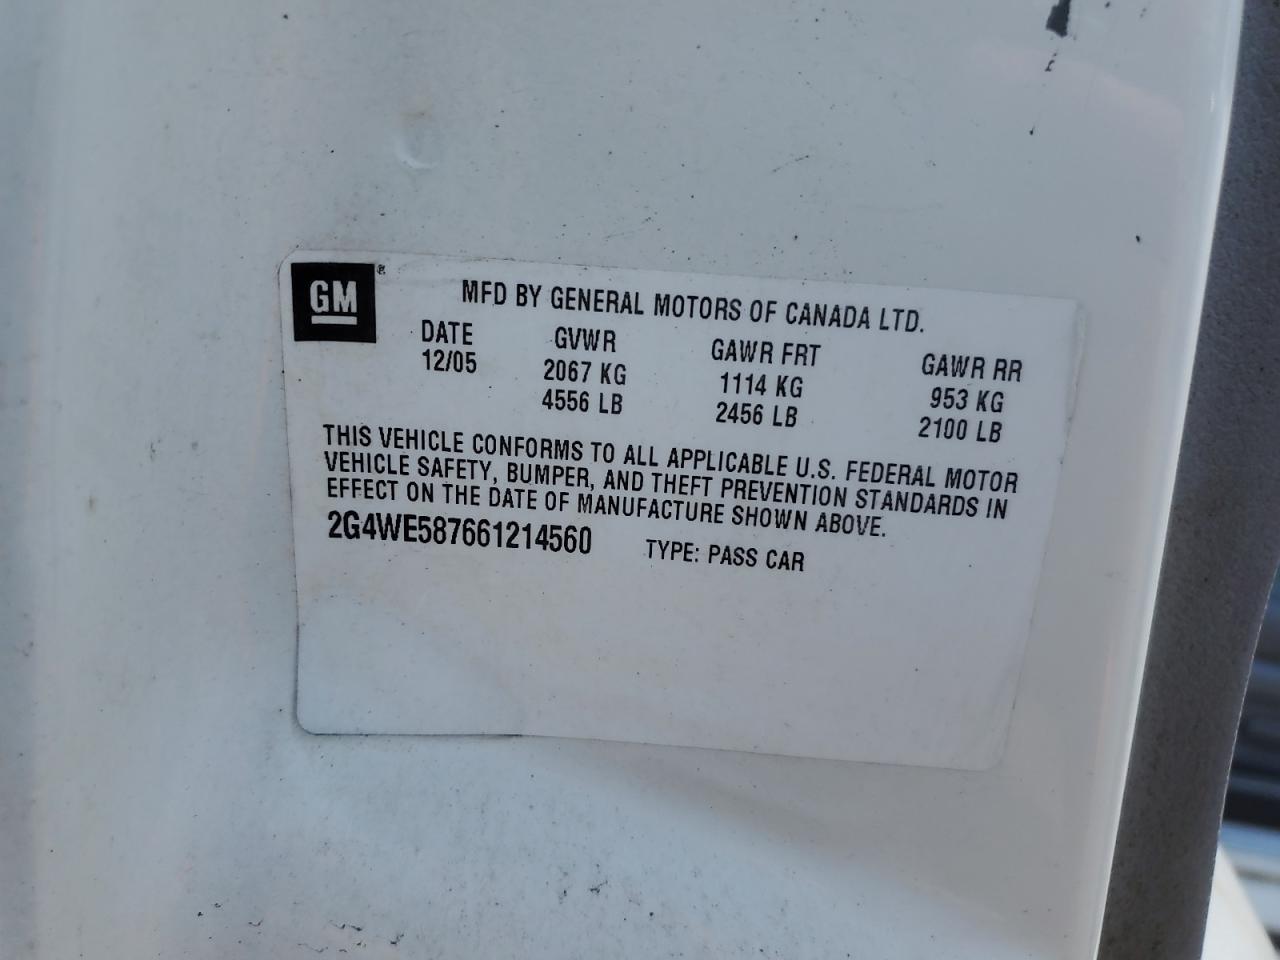 GM ®
MFD BY GENERAL MOTORS OF CANADA LTD.
DATE GVWR GAWR FRT GAWR RR
12/05 2067 KG 1114 KG 953 KG
4556 LB 2456 LB 2100 LB
THIS VEHICLE CONFORMS TO ALL APPLICABLE U.S. FEDERAL MOTOR
VEHICLE SAFETY, BUMPER, AND THEFT PREVENTION STANDARDS IN
EFFECT ON THE DATE OF MANUFACTURE SHOWN ABOVE.
2G4WE587661214560 TYPE: PASS CAR